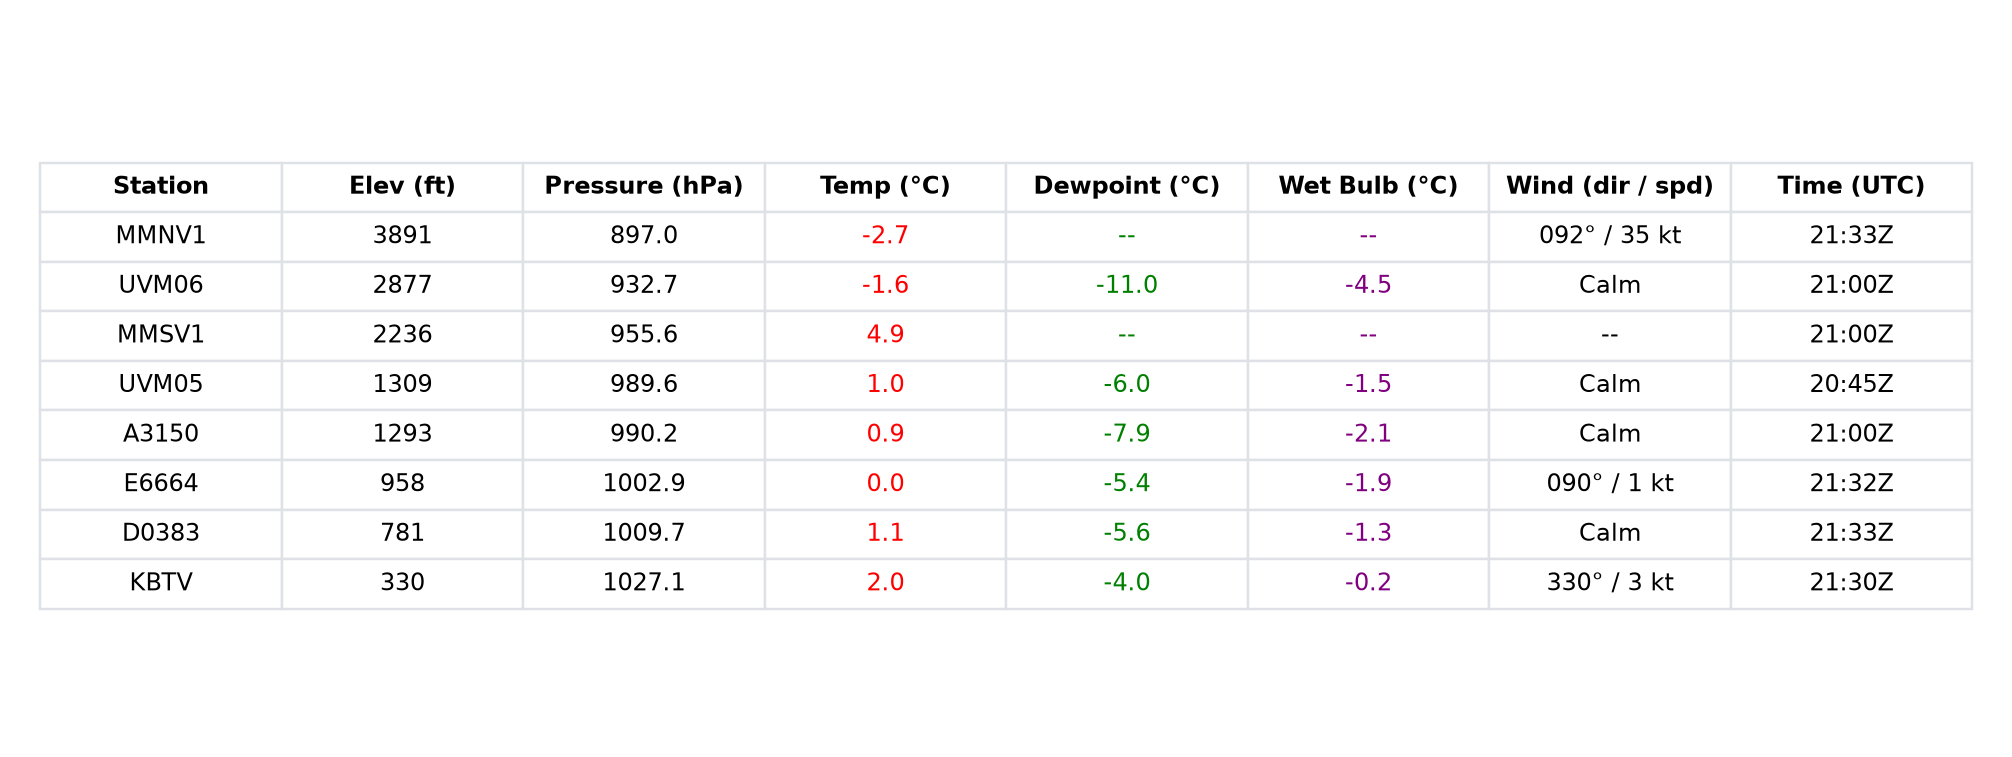 Station Elev (ft) Pressure (hPa) Temp (°C) Dewpoint (°C) Wet Bulb (°C) Wind (dir / spd) Time (UTC)
MMNV1 3891 897.0 -2.7 -- -- 092° / 35 kt 21:33Z
UVM06 2877 932.7 -1.6 -11.0 -4.5 Calm 21:00Z
MMSV1 2236 955.6 4.9 -- -- -- 21:00Z
UVM05 1309 989.6 1.0 -6.0 -1.5 Calm 20:45Z
A3150 1293 990.2 0.9 -7.9 -2.1 Calm 21:00Z
E6664 958 1002.9 0.0 -5.4 -1.9 090° / 1 kt 21:32Z
D0383 781 1009.7 1.1 -5.6 -1.3 Calm 21:33Z
KBTV 330 1027.1 2.0 -4.0 -0.2 330° / 3 kt 21:30Z